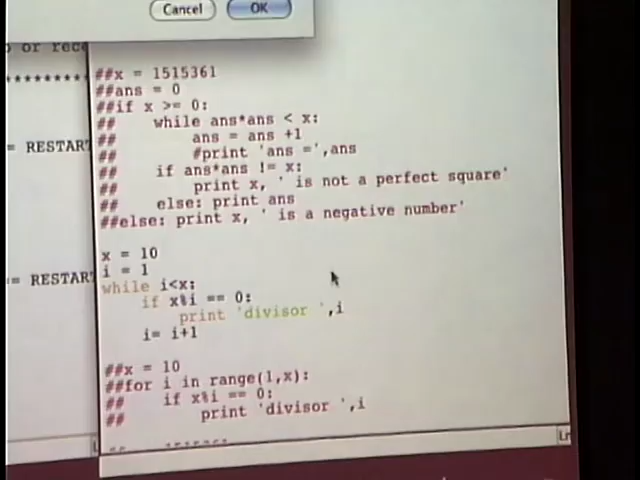 Cancel
OK
or rece
**********
= RESTAR
= RESTAR
##x = 1515361
##ans = 0
##if x >= 0:
##     while ans*ans < x:
##          ans = ans +1
##          #print 'ans =',ans
##     if ans*ans != x:
##          print x, ' is not a perfect square'
##     else: print ans
##else: print x, ' is a negative number'
x = 10
i = 1
while i<x:
    if x%i == 0:
        print 'divisor ',i
    i= i+1
##x = 10
##for i in range(1,x):
##     if x%i == 0:
##          print 'divisor ',i
##
Ln